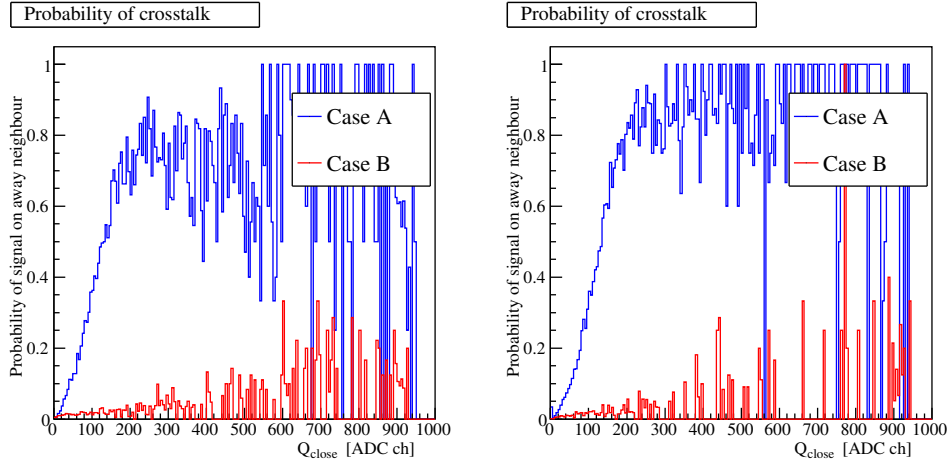 Probability of crosstalk
Probability of signal on away neighbour
1
0.8
0.6
0.4
0.2
0
0 100 200 300 400 500 600 700 800 900 1000
Q_close [ADC ch]
Case A
Case B
Probability of crosstalk
Probability of signal on away neighbour
1
0.8
0.6
0.4
0.2
0
0 100 200 300 400 500 600 700 800 900 1000
Q_close [ADC ch]
Case A
Case B